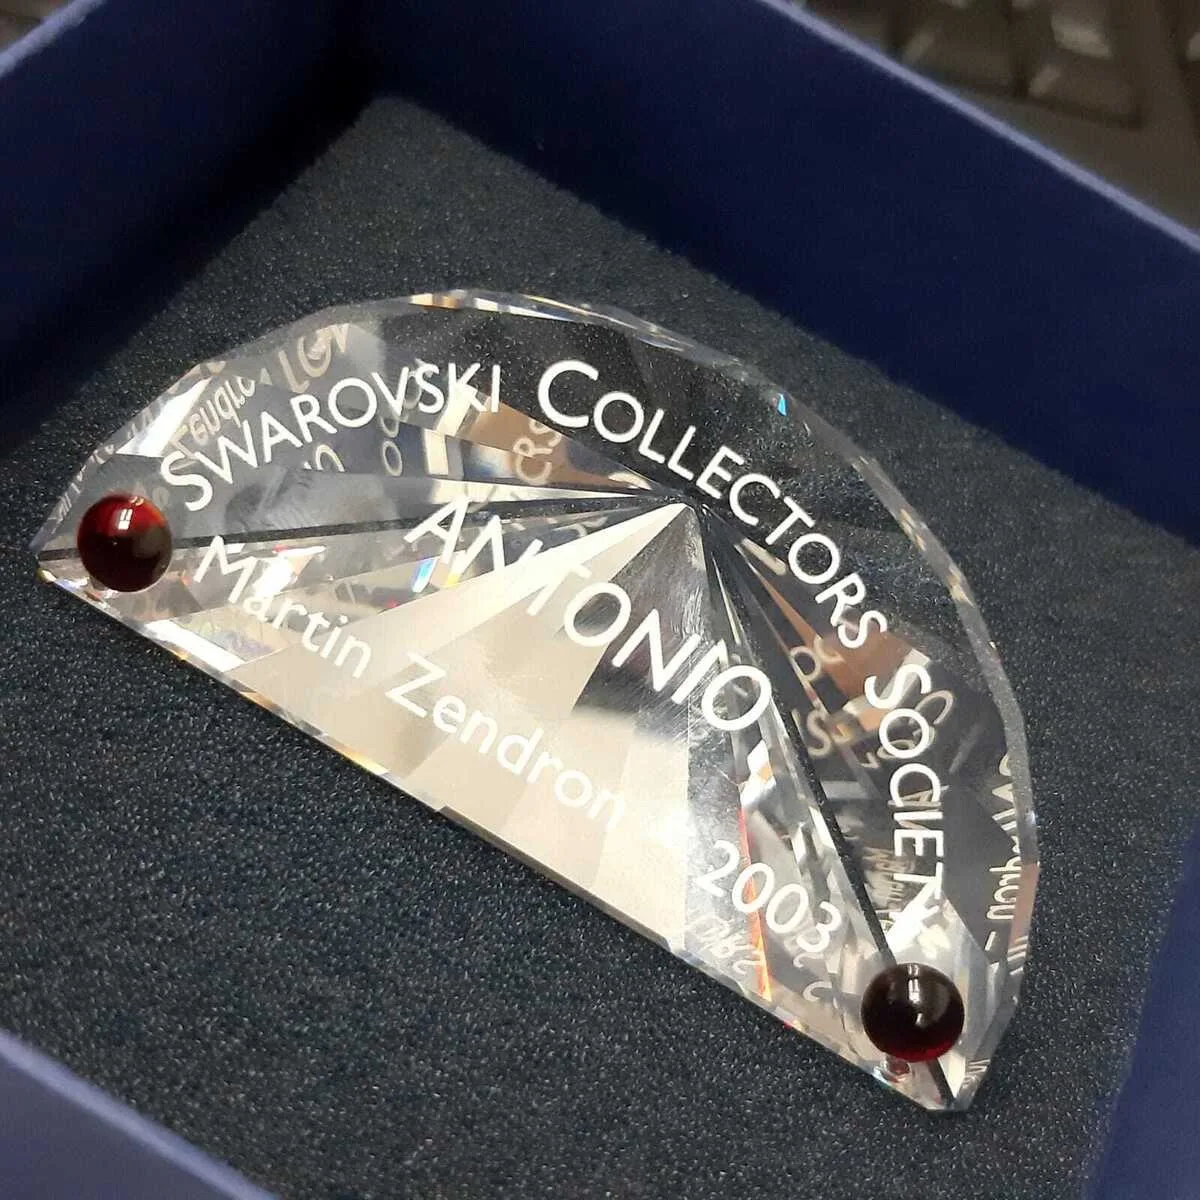 SWAROVSKI COLLECTORS SOCIETY
ANTONIO
Martin Zendron - 2003